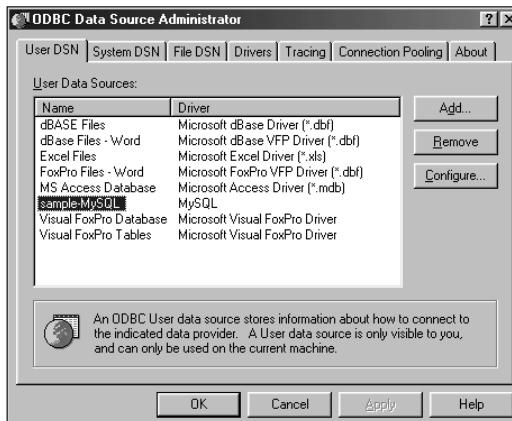 ODBC Data Source Administrator
User DSN System DSN File DSN Drivers Tracing Connection Pooling About
User Data Sources:
Name Driver
dBASE Files Microsoft dBase Driver (*.dbf)
dBase Files - Word Microsoft dBase VFP Driver (*.dbf)
Excel Files Microsoft Excel Driver (*.xls)
FoxPro Files - Word Microsoft FoxPro VFP Driver (*.dbf)
MS Access Database Microsoft Access Driver (*.mdb)
sample-MySQL MySQL
Visual FoxPro Database Microsoft Visual FoxPro Driver
Visual FoxPro Tables Microsoft Visual FoxPro Driver
Add...
Remove
Configure...
An ODBC User data source stores information about how to connect to
the indicated data provider. A User data source is only visible to you,
and can only be used on the current machine.
OK Cancel Apply Help